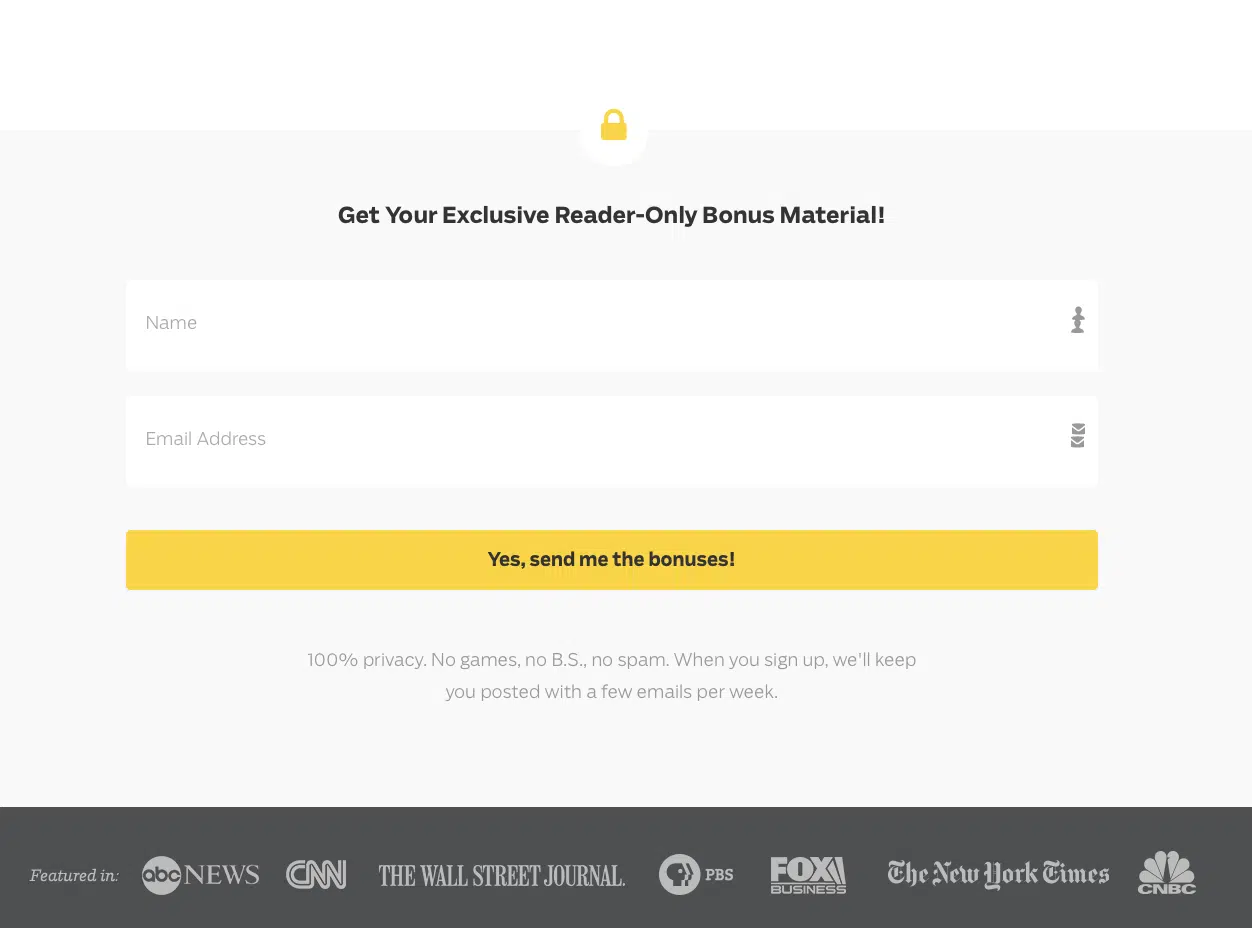 Get Your Exclusive Reader-Only Bonus Material!
Name
Email Address
Yes, send me the bonuses!
100% privacy. No games, no B.S., no spam. When you sign up, we'll keep
you posted with a few emails per week.
Featured in: abc NEWS CNN THE WALL STREET JOURNAL. PBS FOX BUSINESS The New York Times CNBC